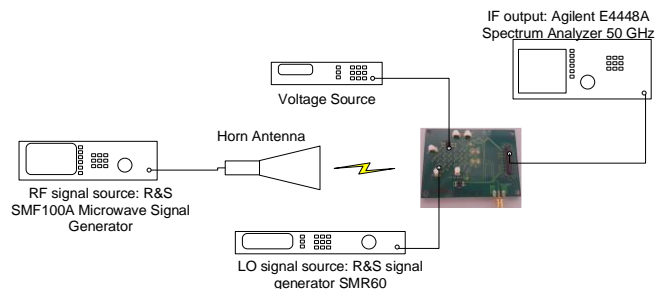 IF output: Agilent E4448A
Spectrum Analyzer 50 GHz
Voltage Source
Horn Antenna
RF signal source: R&S
SMF100A Microwave Signal
Generator
LO signal source: R&S signal
generator SMR60